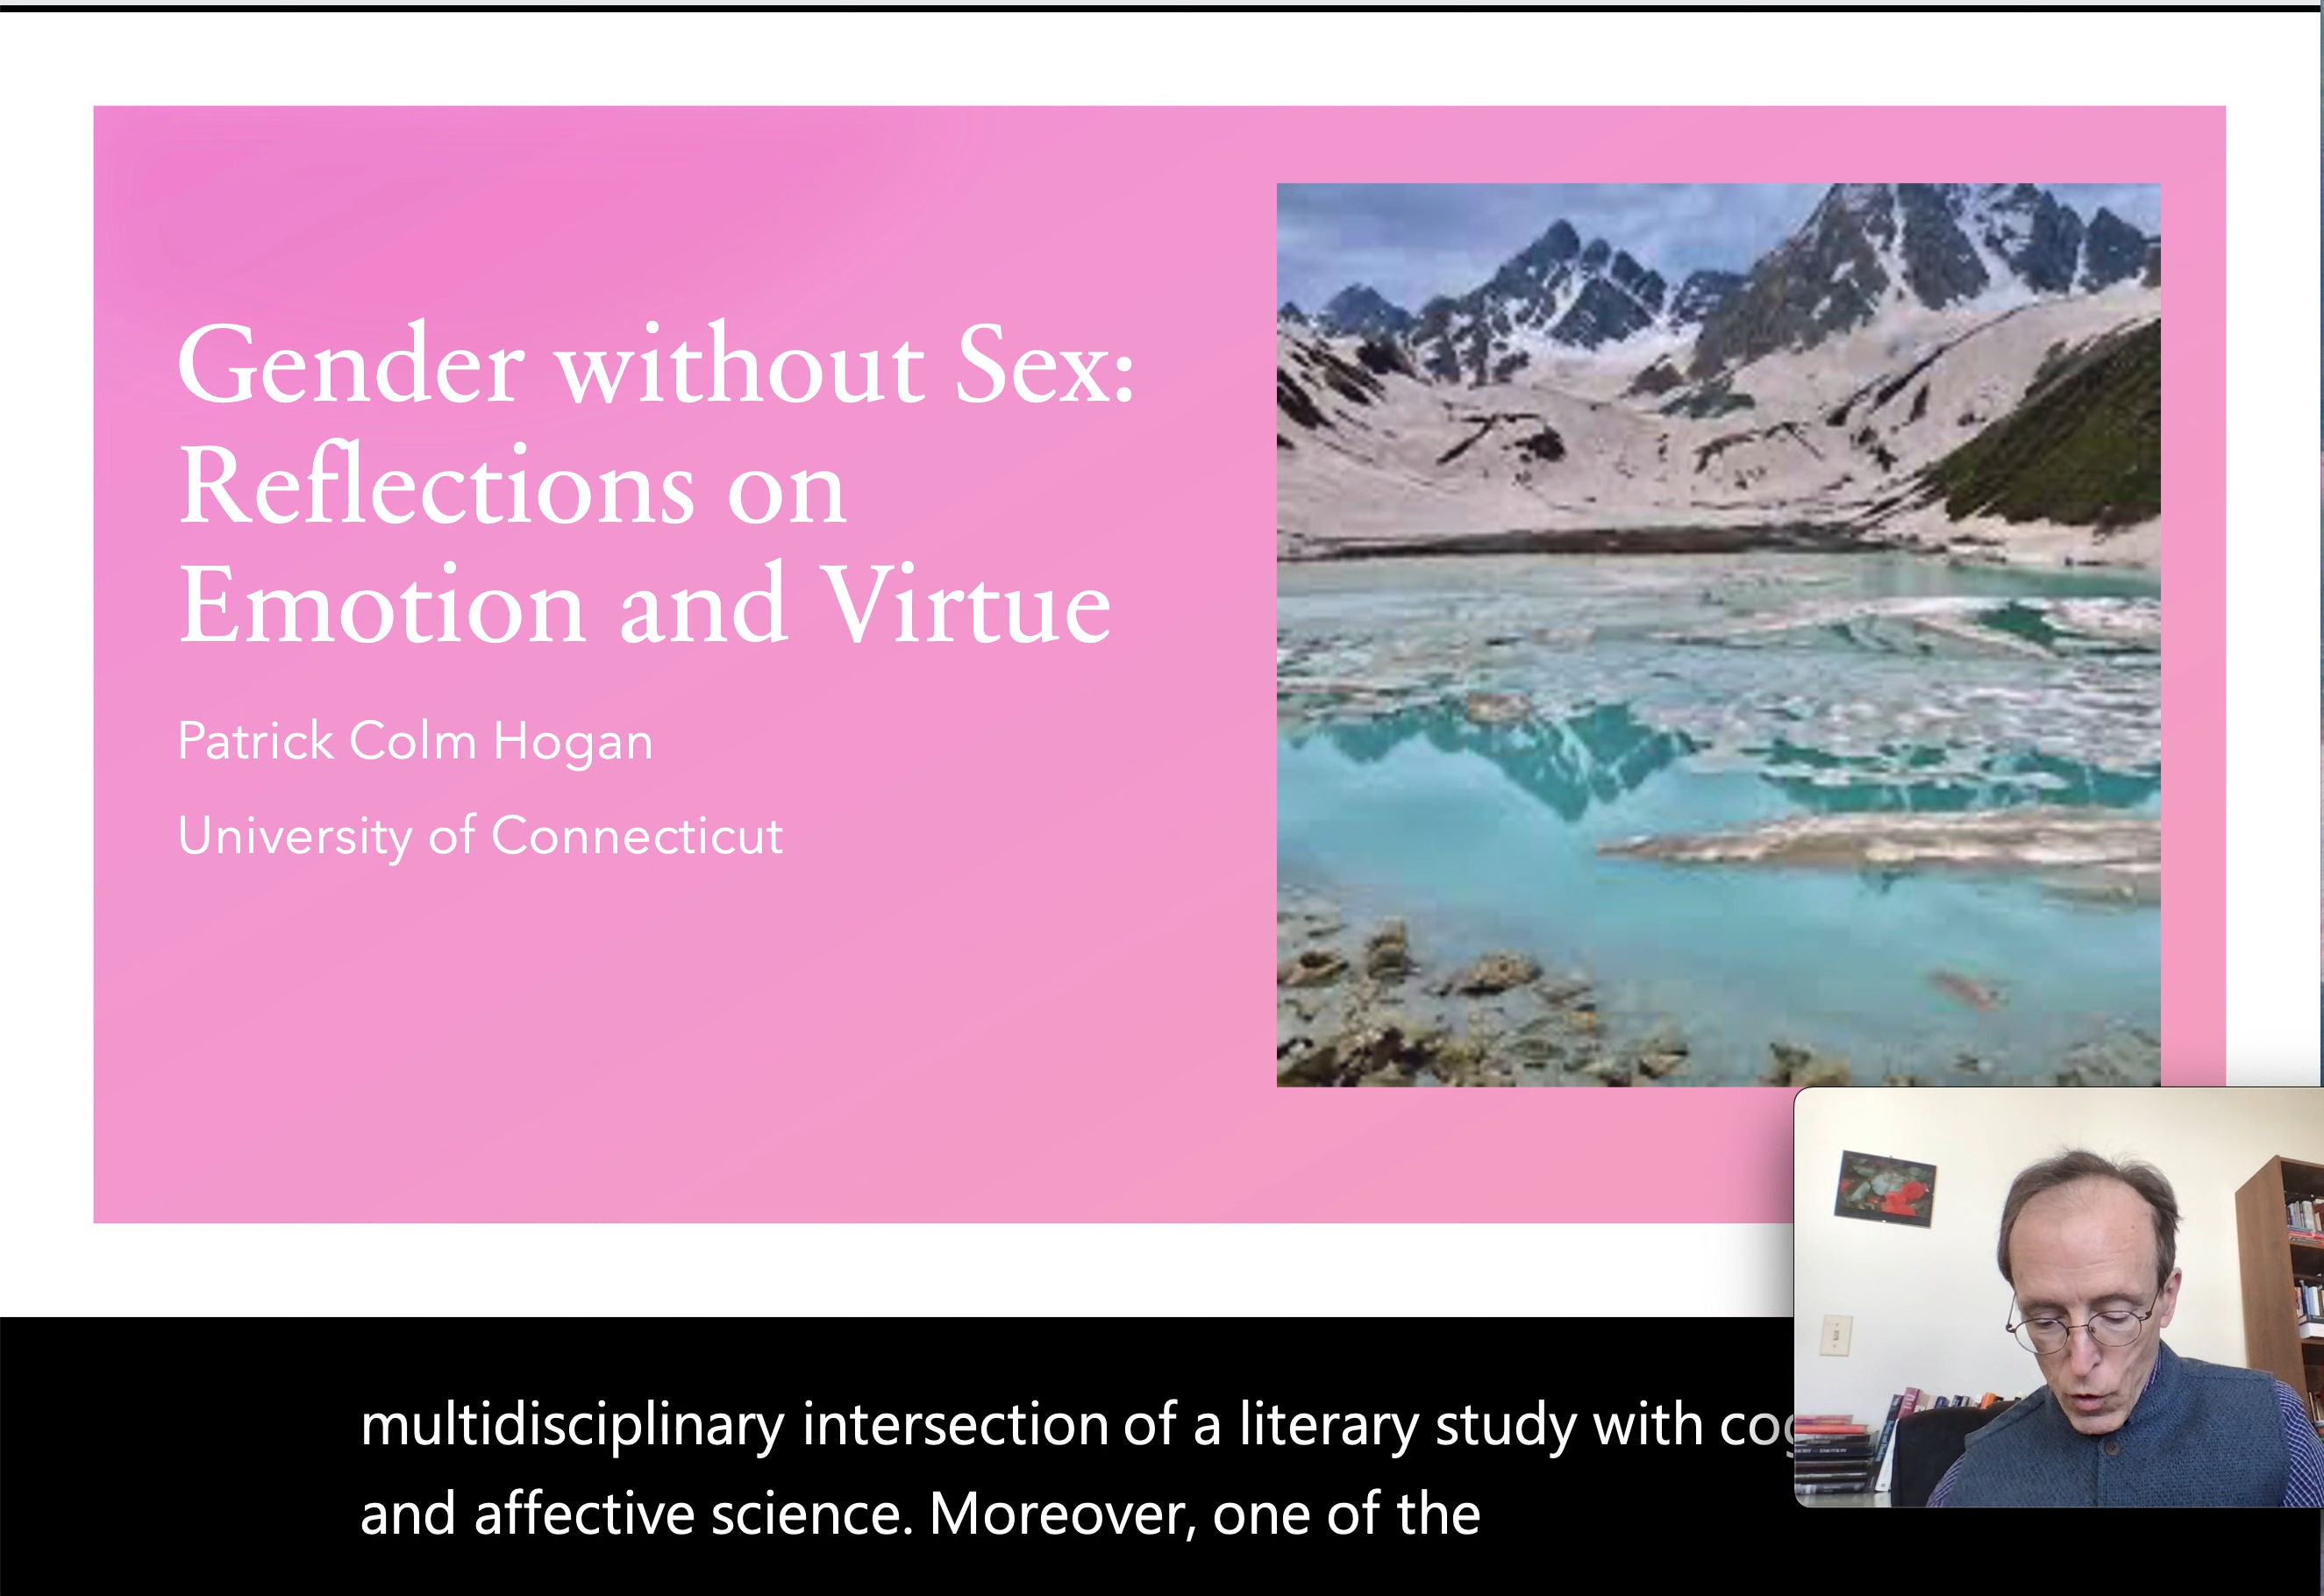 Gender without Sex:
Reflections on
Emotion and Virtue
Patrick Colm Hogan
University of Connecticut
multidisciplinary intersection of a literary study with
and affective science. Moreover, one of the